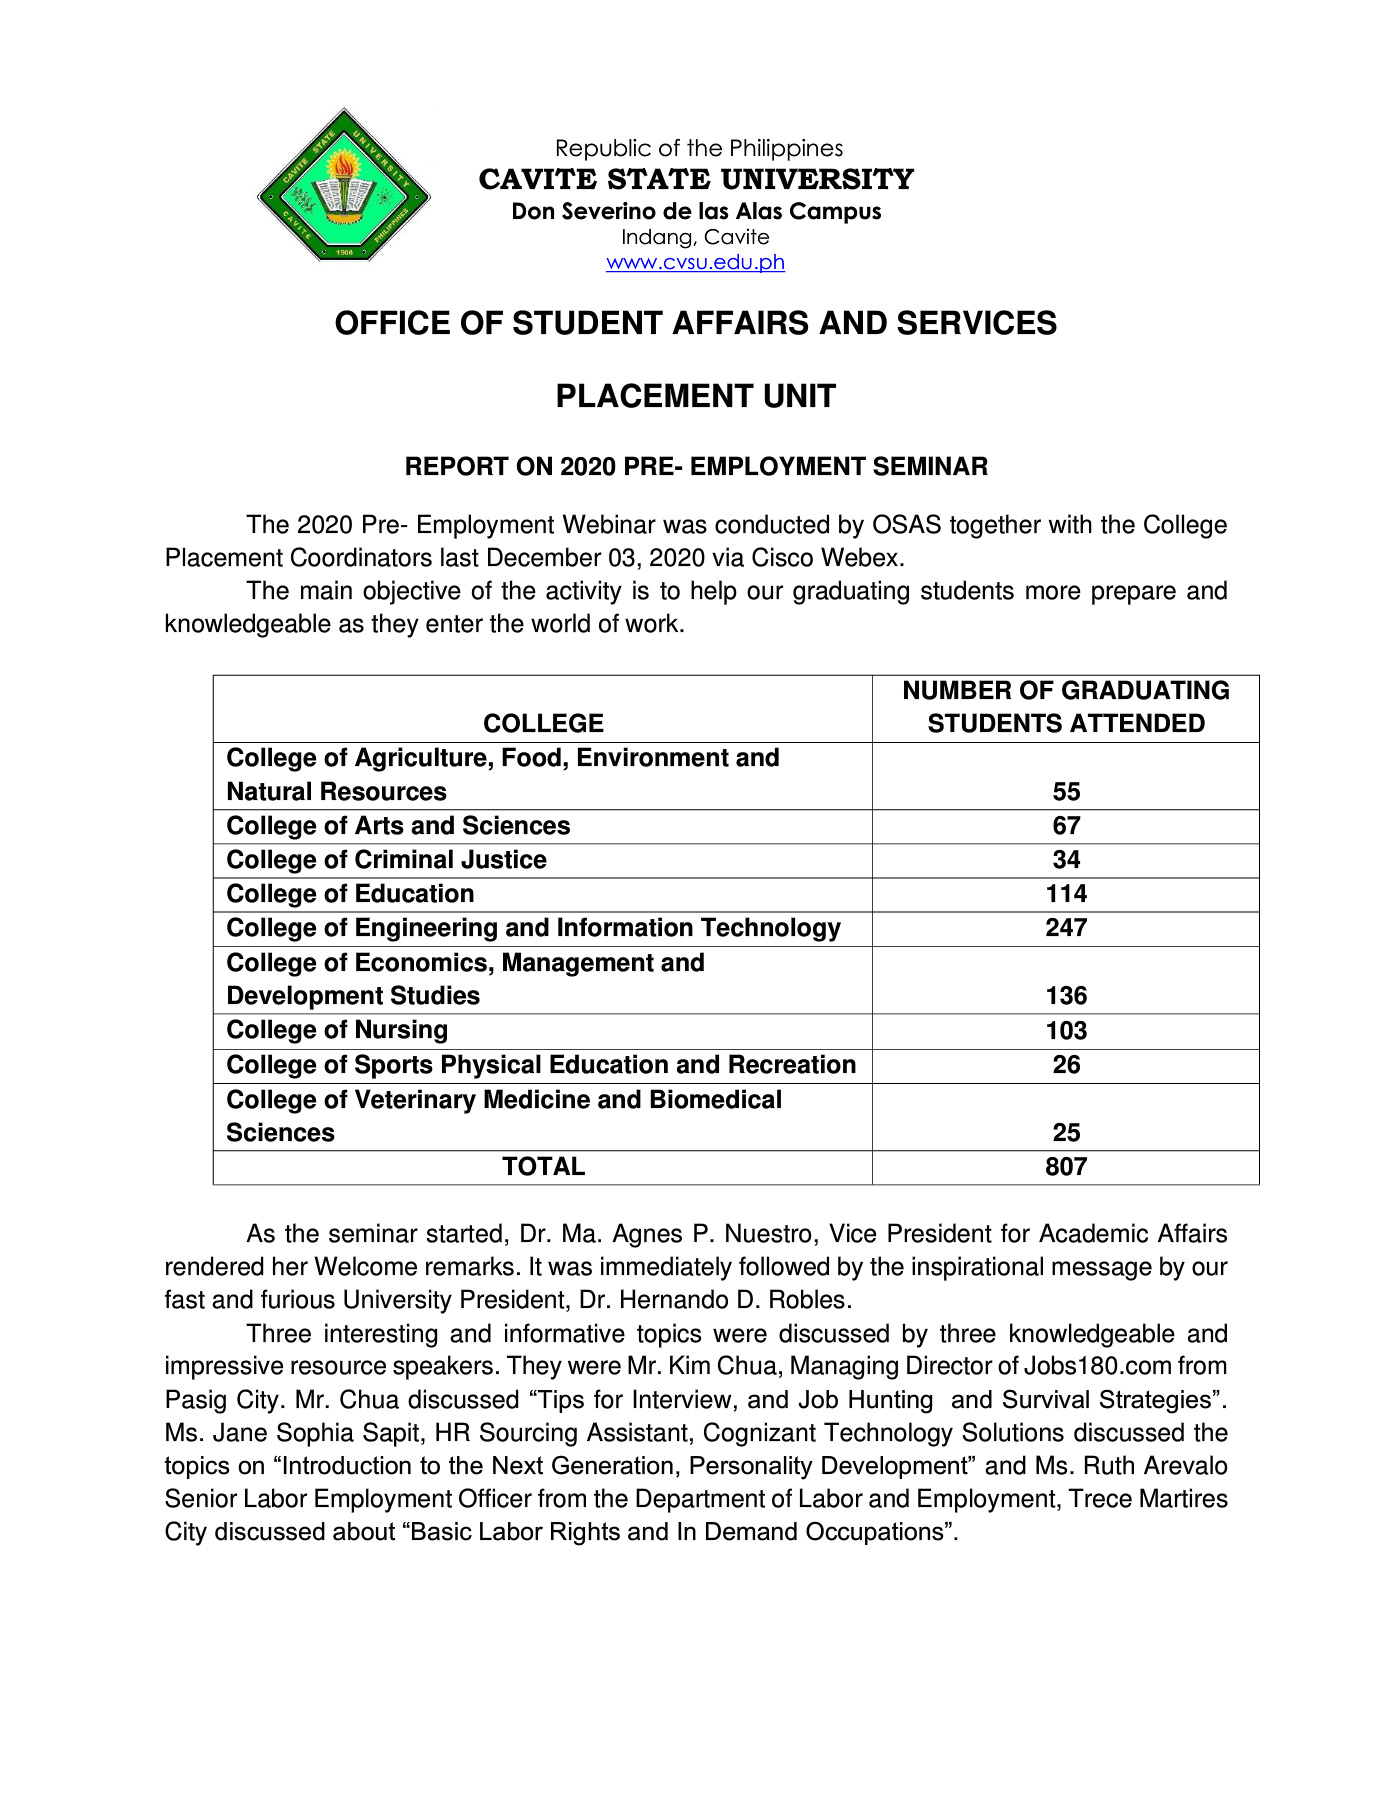 CAVITE STATE UNIVERSITY
CAVITE PHILIPPINES
1906
Republic of the Philippines
CAVITE STATE UNIVERSITY
Don Severino de las Alas Campus
Indang, Cavite
www.cvsu.edu.ph
OFFICE OF STUDENT AFFAIRS AND SERVICES
PLACEMENT UNIT
REPORT ON 2020 PRE- EMPLOYMENT SEMINAR
The 2020 Pre- Employment Webinar was conducted by OSAS together with the College
Placement Coordinators last December 03, 2020 via Cisco Webex.
The main objective of the activity is to help our graduating students more prepare and
knowledgeable as they enter the world of work.
COLLEGE
NUMBER OF GRADUATING
STUDENTS ATTENDED
College of Agriculture, Food, Environment and
Natural Resources
55
College of Arts and Sciences
67
College of Criminal Justice
34
College of Education
114
College of Engineering and Information Technology
247
College of Economics, Management and
Development Studies
136
College of Nursing
103
College of Sports Physical Education and Recreation
26
College of Veterinary Medicine and Biomedical
Sciences
25
TOTAL
807
As the seminar started, Dr. Ma. Agnes P. Nuestro, Vice President for Academic Affairs
rendered her Welcome remarks. It was immediately followed by the inspirational message by our
fast and furious University President, Dr. Hernando D. Robles.
Three interesting and informative topics were discussed by three knowledgeable and
impressive resource speakers. They were Mr. Kim Chua, Managing Director of Jobs180.com from
Pasig City. Mr. Chua discussed “Tips for Interview, and Job Hunting  and Survival Strategies”.
Ms. Jane Sophia Sapit, HR Sourcing Assistant, Cognizant Technology Solutions discussed the
topics on “Introduction to the Next Generation, Personality Development” and Ms. Ruth Arevalo
Senior Labor Employment Officer from the Department of Labor and Employment, Trece Martires
City discussed about “Basic Labor Rights and In Demand Occupations”.